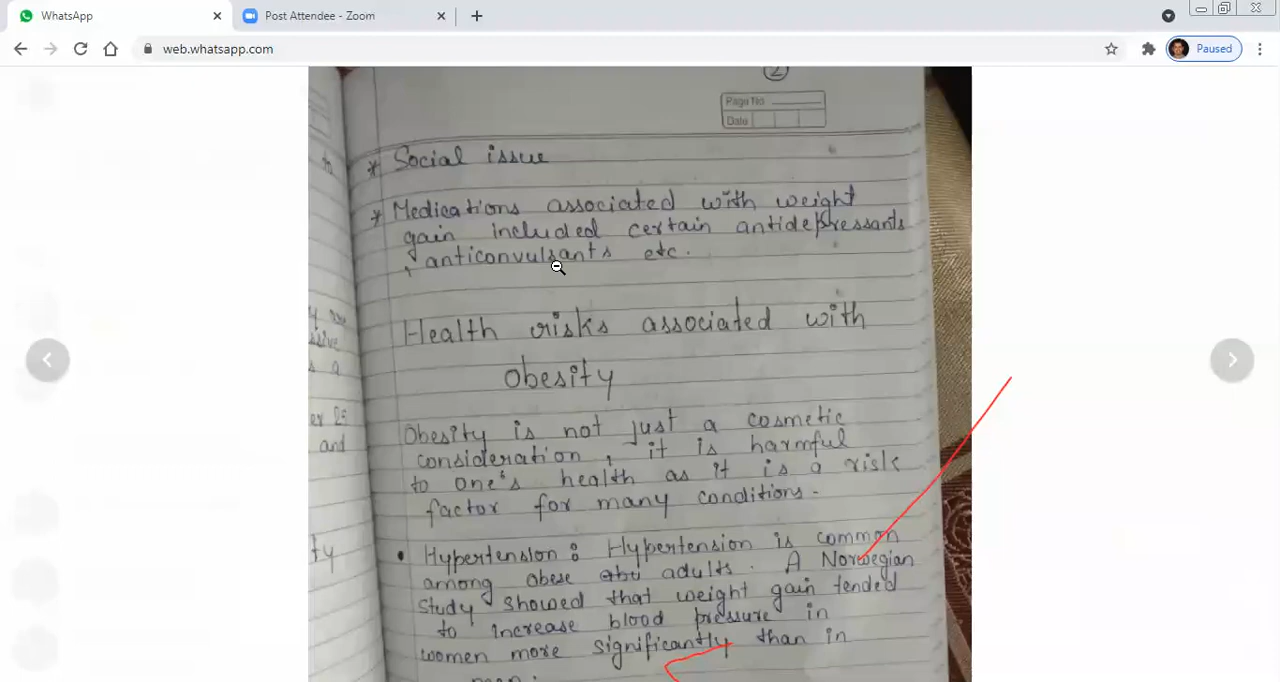 WhatsApp
Post Attendee - Zoom
web.whatsapp.com
Paused
2
Page No
Date
* Social issue
* Medications associated with weight
gain included certain antidepressants
, anticonvulsants etc.
Health risks associated with
Obesity
Obesity is not just a cosmetic
consideration, it is harmful
to one's health as it is a risk
factor for many conditions.
• Hypertension: Hypertension is common
among obese adults. A Norwegian
study showed that weight gain tended
to increase blood pressure in
women more significantly than in
men.
and